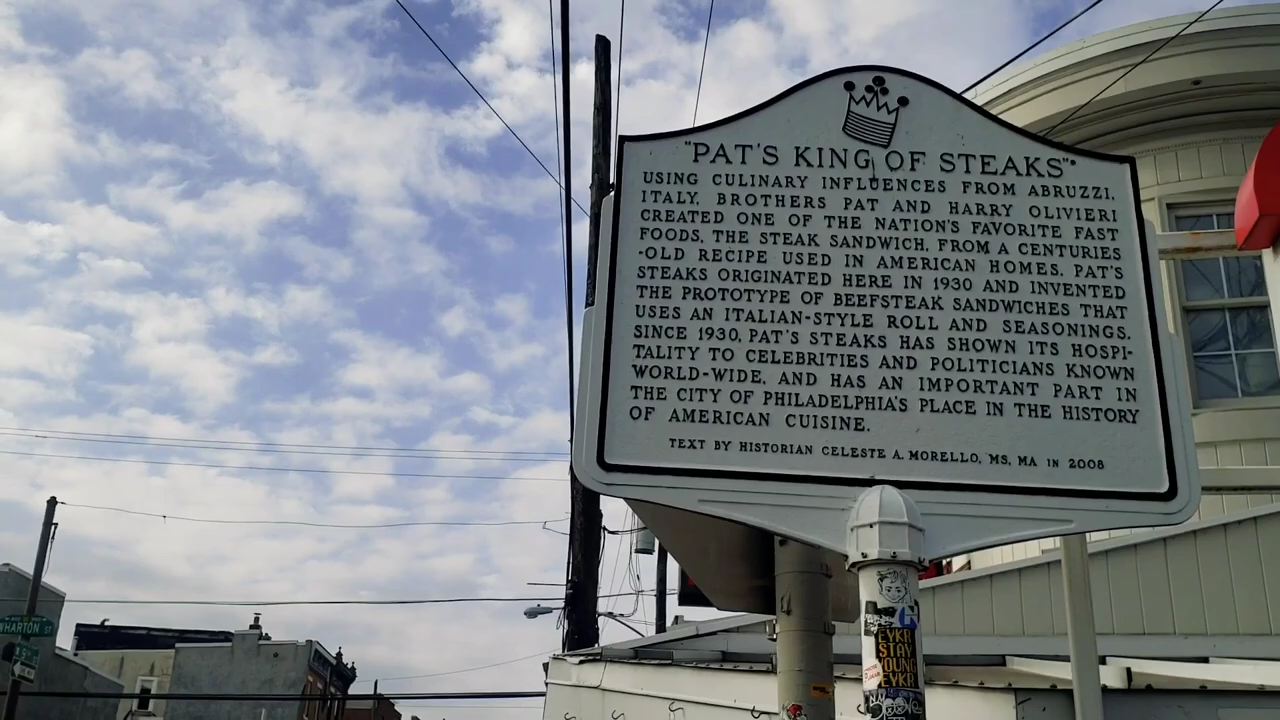 "PAT'S KING OF STEAKS"®
USING CULINARY INFLUENCES FROM ABRUZZI,
ITALY, BROTHERS PAT AND HARRY OLIVIERI
CREATED ONE OF THE NATION'S FAVORITE FAST
FOODS, THE STEAK SANDWICH, FROM A CENTURIES
-OLD RECIPE USED IN AMERICAN HOMES. PAT'S
STEAKS ORIGINATED HERE IN 1930 AND INVENTED
THE PROTOTYPE OF BEEFSTEAK SANDWICHES THAT
USES AN ITALIAN-STYLE ROLL AND SEASONINGS.
SINCE 1930, PAT'S STEAKS HAS SHOWN ITS HOSPI-
TALITY TO CELEBRITIES AND POLITICIANS KNOWN
WORLD-WIDE, AND HAS AN IMPORTANT PART IN
THE CITY OF PHILADELPHIA'S PLACE IN THE HISTORY
OF AMERICAN CUISINE.
TEXT BY HISTORIAN CELESTE A. MORELLO, MS, MA IN 2008
WHARTON ST
EYKR
STAY
YOUNG
EYKR